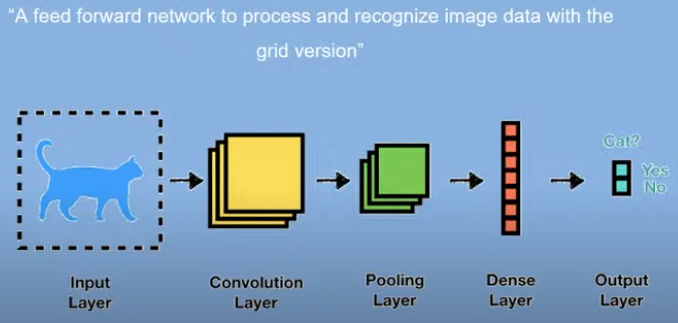 “A feed forward network to process and recognize image data with the
grid version”
Cat?
Yes
No
Input
Layer
Convolution
Layer
Pooling
Layer
Dense
Layer
Output
Layer